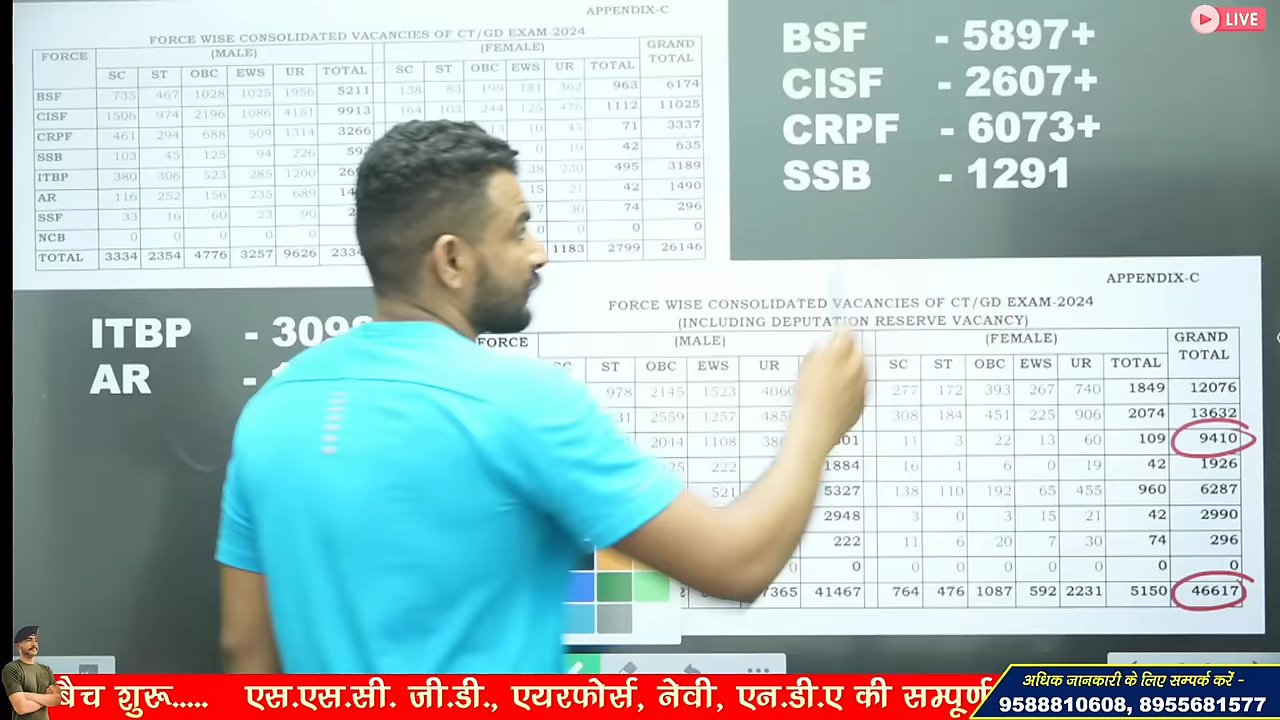 APPENDIX-C
FORCE WISE CONSOLIDATED VACANCIES OF CT/GD EXAM-2024
FORCE (MALE) (FEMALE) GRAND TOTAL
SC ST OBC EWS UR TOTAL SC ST OBC EWS UR TOTAL
BSF 735 467 1028 1025 1956 5211 138 83 199 181 362 963 6174
CISF 1506 974 2196 1086 4151 9913 164 103 244 125 476 1112 11025
CRPF 461 294 688 509 1314 3266 13 10 45 71 3337
SSB 103 45 125 94 226 0 19 42 635
ITBP 380 306 523 285 1200 38 230 495 3189
AR 116 252 156 235 689 15 21 42 1490
SSF 33 16 60 23 90 7 30 74 296
NCB 0 0 0 0 0 0 0 0 0
TOTAL 3334 2354 4776 3257 9626 1183 2799 26146
BSF - 5897+
CISF - 2607+
CRPF - 6073+
SSB - 1291
LIVE
ITBP
AR
APPENDIX-C
FORCE WISE CONSOLIDATED VACANCIES OF CT/GD EXAM-2024
(INCLUDING DEPUTATION RESERVE VACANCY)
FORCE (MALE) (FEMALE) GRAND TOTAL
ST OBC EWS UR SC ST OBC EWS UR TOTAL
978 2145 1523 4060 277 172 393 267 740 1849 12076
2559 1257 308 184 451 225 906 2074 13632
2044 1108 11 3 22 13 60 109 9410
222 1884 16 1 6 0 19 42 1926
521 5327 138 110 192 65 455 960 6287
2948 3 0 3 15 21 42 2990
222 11 6 20 7 30 74 296
0 0 0 0 0 0 0 0
41467 764 476 1087 592 2231 5150 46617
बैच शुरू..... एस.एस.सी. जी.डी., एयरफोर्स, नेवी, एन.डी.ए की सम्पूर्ण
अधिक जानकारी के लिए सम्पर्क करें -
9588810608, 8955681577